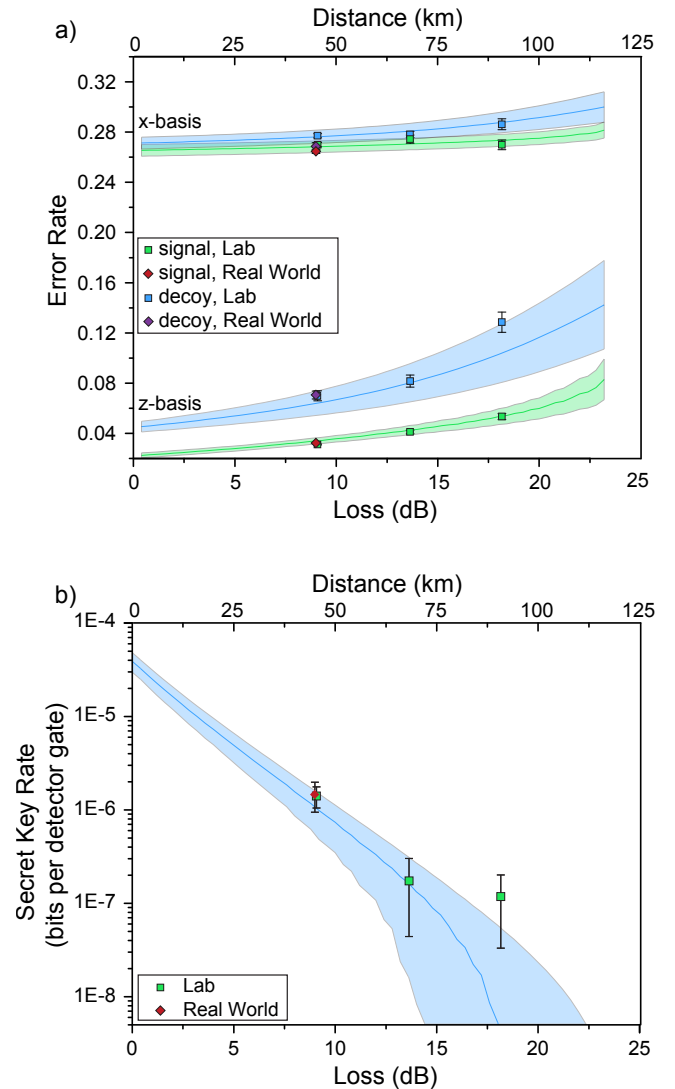 a)
Distance (km)
0 25 50 75 100 125
0.32
0.28
0.24
0.20
0.16
0.12
0.08
0.04
Error Rate
x-basis
signal, Lab
signal, Real World
decoy, Lab
decoy, Real World
z-basis
0 5 10 15 20 25
Loss (dB)
b)
Distance (km)
0 25 50 75 100 125
1E-4
1E-5
1E-6
1E-7
1E-8
Secret Key Rate
(bits per detector gate)
Lab
Real World
0 5 10 15 20 25
Loss (dB)